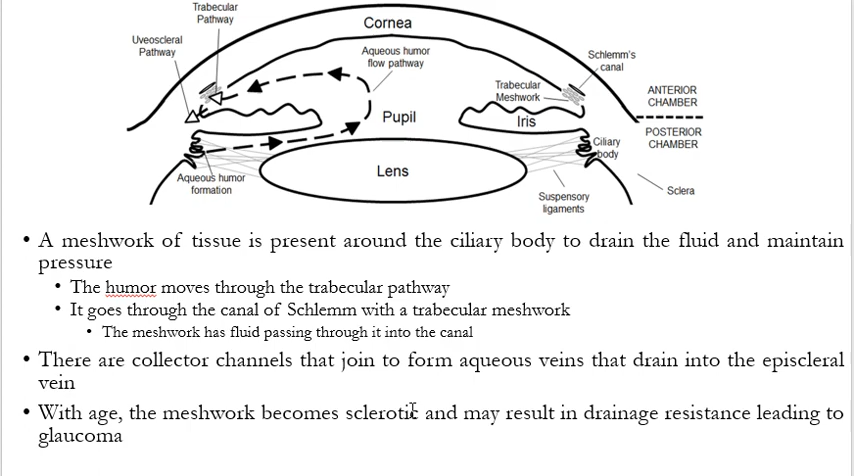 Trabecular
Pathway
Cornea
Uveoscleral
Pathway
Aqueous humor
flow pathway
Schlemm's
canal
Trabecular
Meshwork
ANTERIOR
CHAMBER
Pupil
Iris
POSTERIOR
CHAMBER
Ciliary
body
Lens
Aqueous humor
formation
Suspensory
ligaments
Sclera
• A meshwork of tissue is present around the ciliary body to drain the fluid and maintain
pressure
• The humor moves through the trabecular pathway
• It goes through the canal of Schlemm with a trabecular meshwork
• The meshwork has fluid passing through it into the canal
• There are collector channels that join to form aqueous veins that drain into the episcleral
vein
• With age, the meshwork becomes sclerotic and may result in drainage resistance leading to
glaucoma